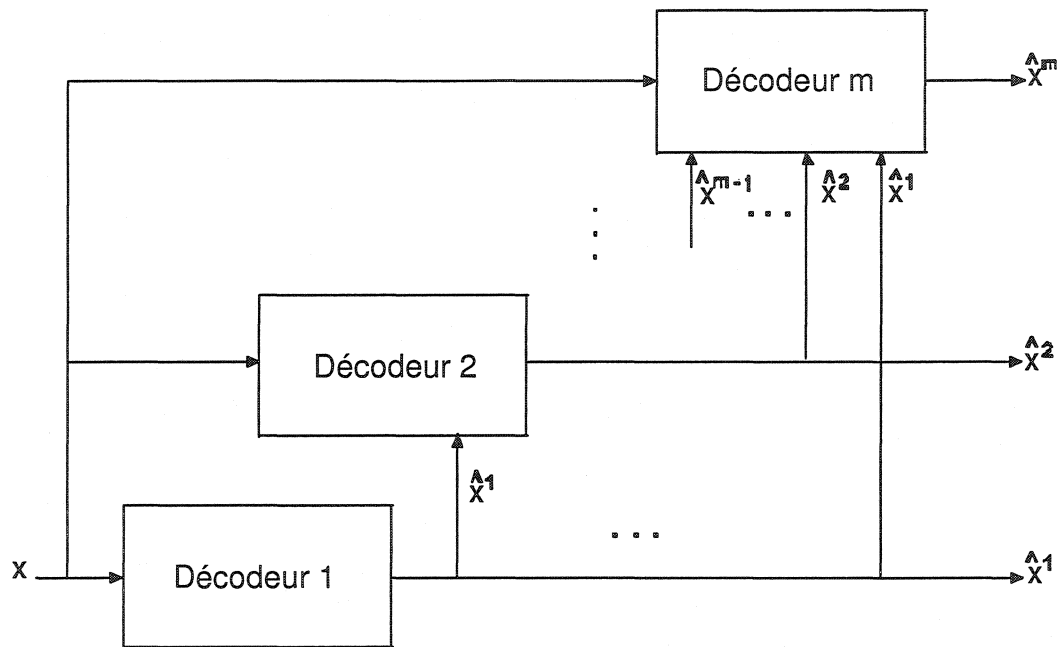 Décodeur m
X̂ᵐ
X̂ᵐ⁻¹
...
X̂²
X̂¹
Décodeur 2
X̂²
X̂¹
...
X
Décodeur 1
X̂¹